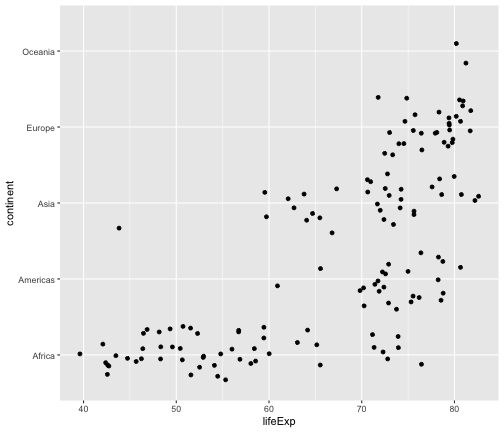 Oceania
Europe
Asia
Americas
Africa
continent
40 50 60 70 80
lifeExp